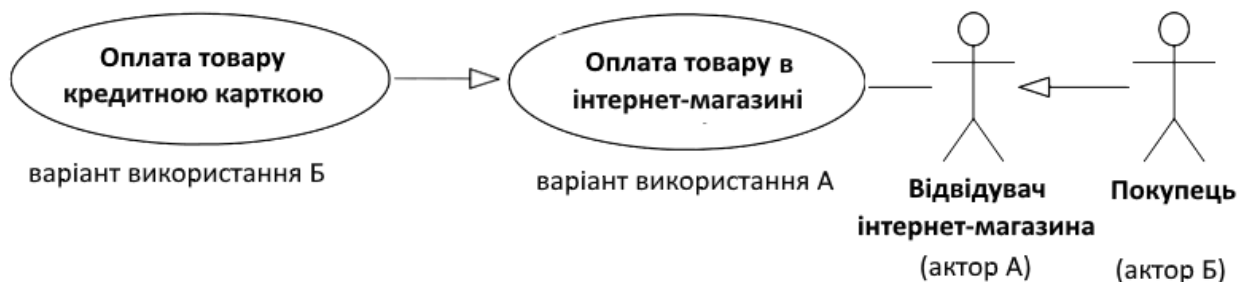 Оплата товару
кредитною карткою
варіант використання Б
Оплата товару в
інтернет-магазині
варіант використання А
Відвідувач
інтернет-магазина
(актор А)
Покупець
(актор Б)